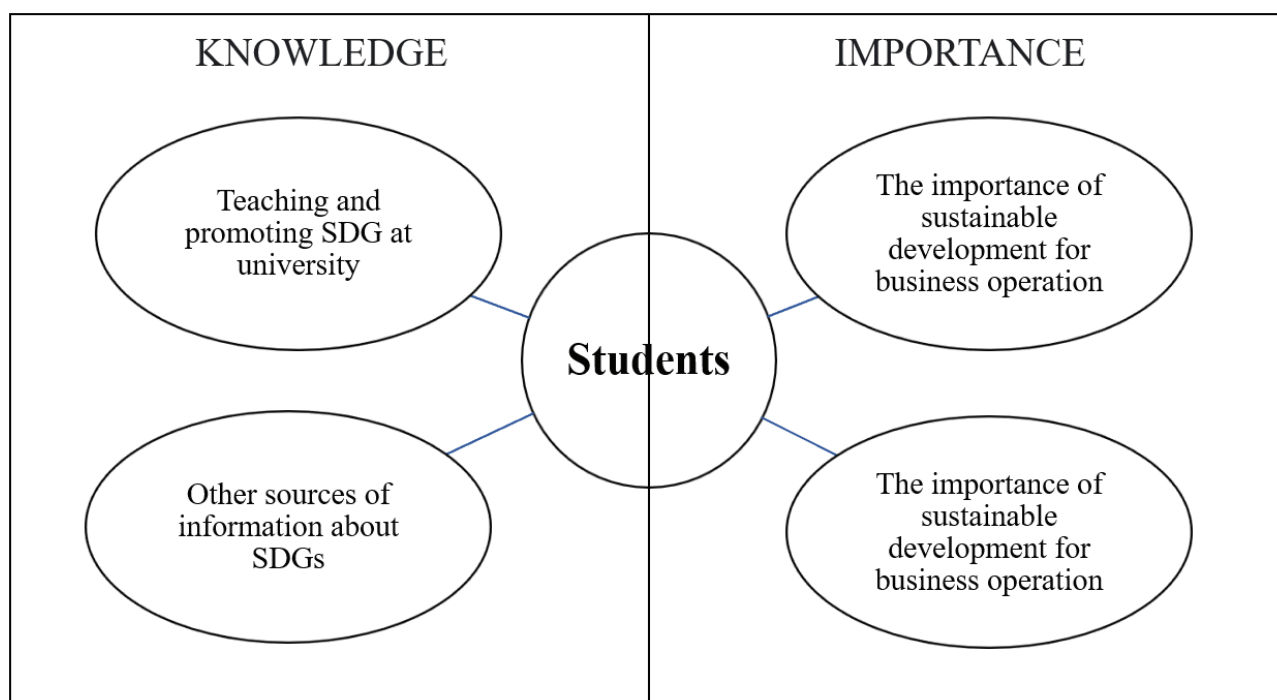 KNOWLEDGE
IMPORTANCE
Teaching and
promoting SDG at
university
The importance of
sustainable
development for
business operation
Students
Other sources of
information about
SDGs
The importance of
sustainable
development for
business operation